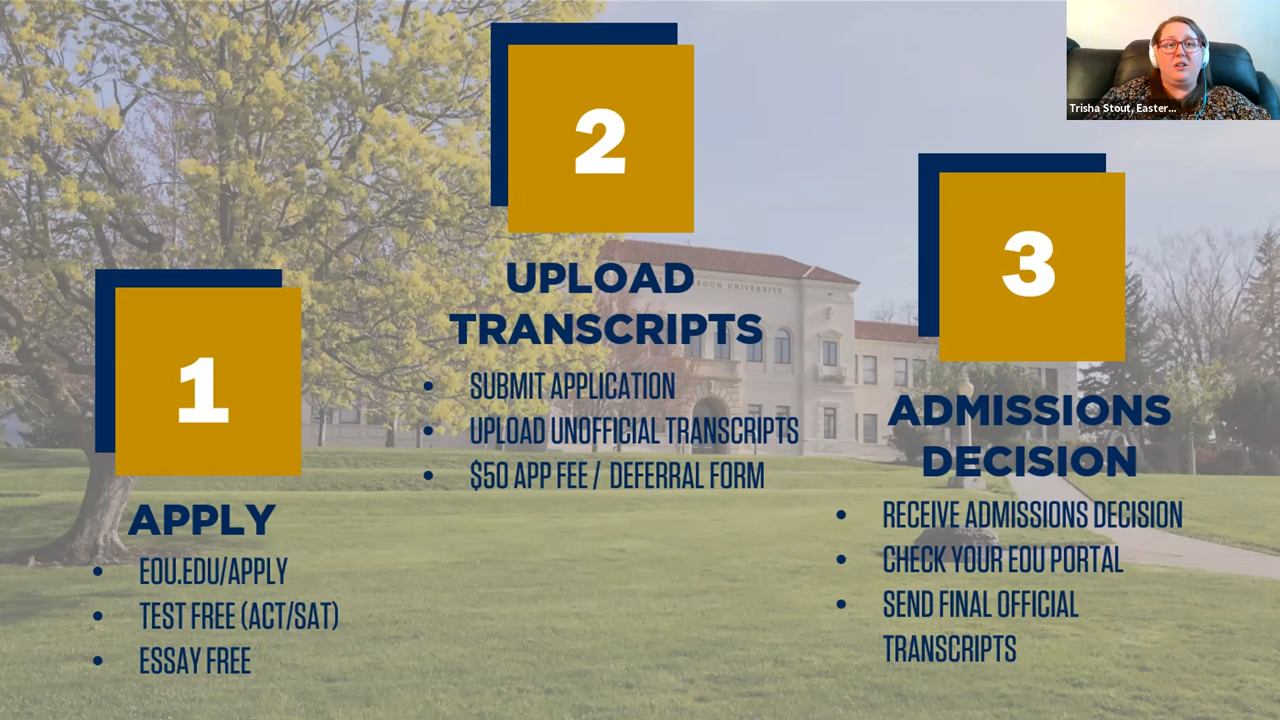 1
APPLY
EOU.EDU/APPLY
TEST FREE (ACT/SAT)
ESSAY FREE
2
UPLOAD
TRANSCRIPTS
SUBMIT APPLICATION
UPLOAD UNOFFICIAL TRANSCRIPTS
$50 APP FEE / DEFERRAL FORM
3
ADMISSIONS
DECISION
RECEIVE ADMISSIONS DECISION
CHECK YOUR EOU PORTAL
SEND FINAL OFFICIAL
TRANSCRIPTS
Trisha Stout, Easter...
UNIVERSITY